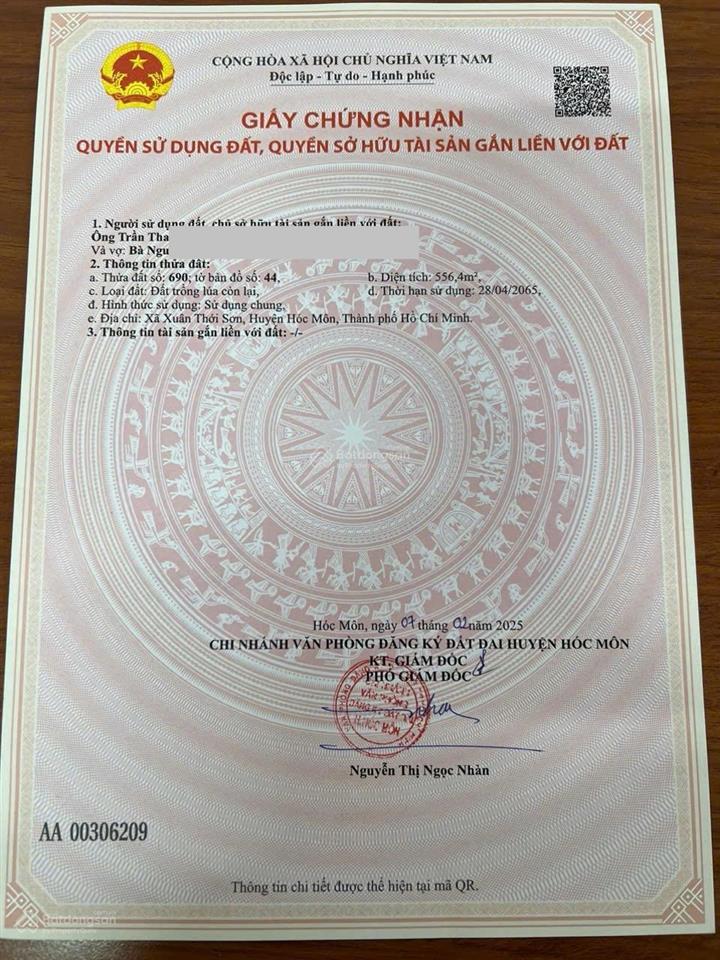 CỘNG HÒA XÃ HỘI CHỦ NGHĨA VIỆT NAM
Độc lập - Tự do - Hạnh phúc
GIẤY CHỨNG NHẬN
QUYỀN SỬ DỤNG ĐẤT, QUYỀN SỞ HỮU TÀI SẢN GẮN LIỀN VỚI ĐẤT
1. Người sử dụng đất, chủ sở hữu tài sản gắn liền với đất:
Ông Trần Tha
Và vợ: Bà Ngu
2. Thông tin thửa đất:
a. Thửa đất số: 690; tờ bản đồ số: 44, b. Diện tích: 556,4m²,
c. Loại đất: Đất trồng lúa còn lại, d. Thời hạn sử dụng: 28/04/2065,
đ. Hình thức sử dụng: Sử dụng chung,
e. Địa chỉ: Xã Xuân Thới Sơn, Huyện Hóc Môn, Thành phố Hồ Chí Minh.
3. Thông tin tài sản gắn liền với đất: -/-
Batdongsan
Hóc Môn, ngày 07 tháng 02 năm 2025
CHI NHÁNH VĂN PHÒNG ĐĂNG KÝ ĐẤT ĐAI HUYỆN HÓC MÔN
KT. GIÁM ĐỐC
PHÓ GIÁM ĐỐC
Nguyễn Thị Ngọc Nhàn
AA 00306209
Thông tin chi tiết được thể hiện tại mã QR.
Batdongsan